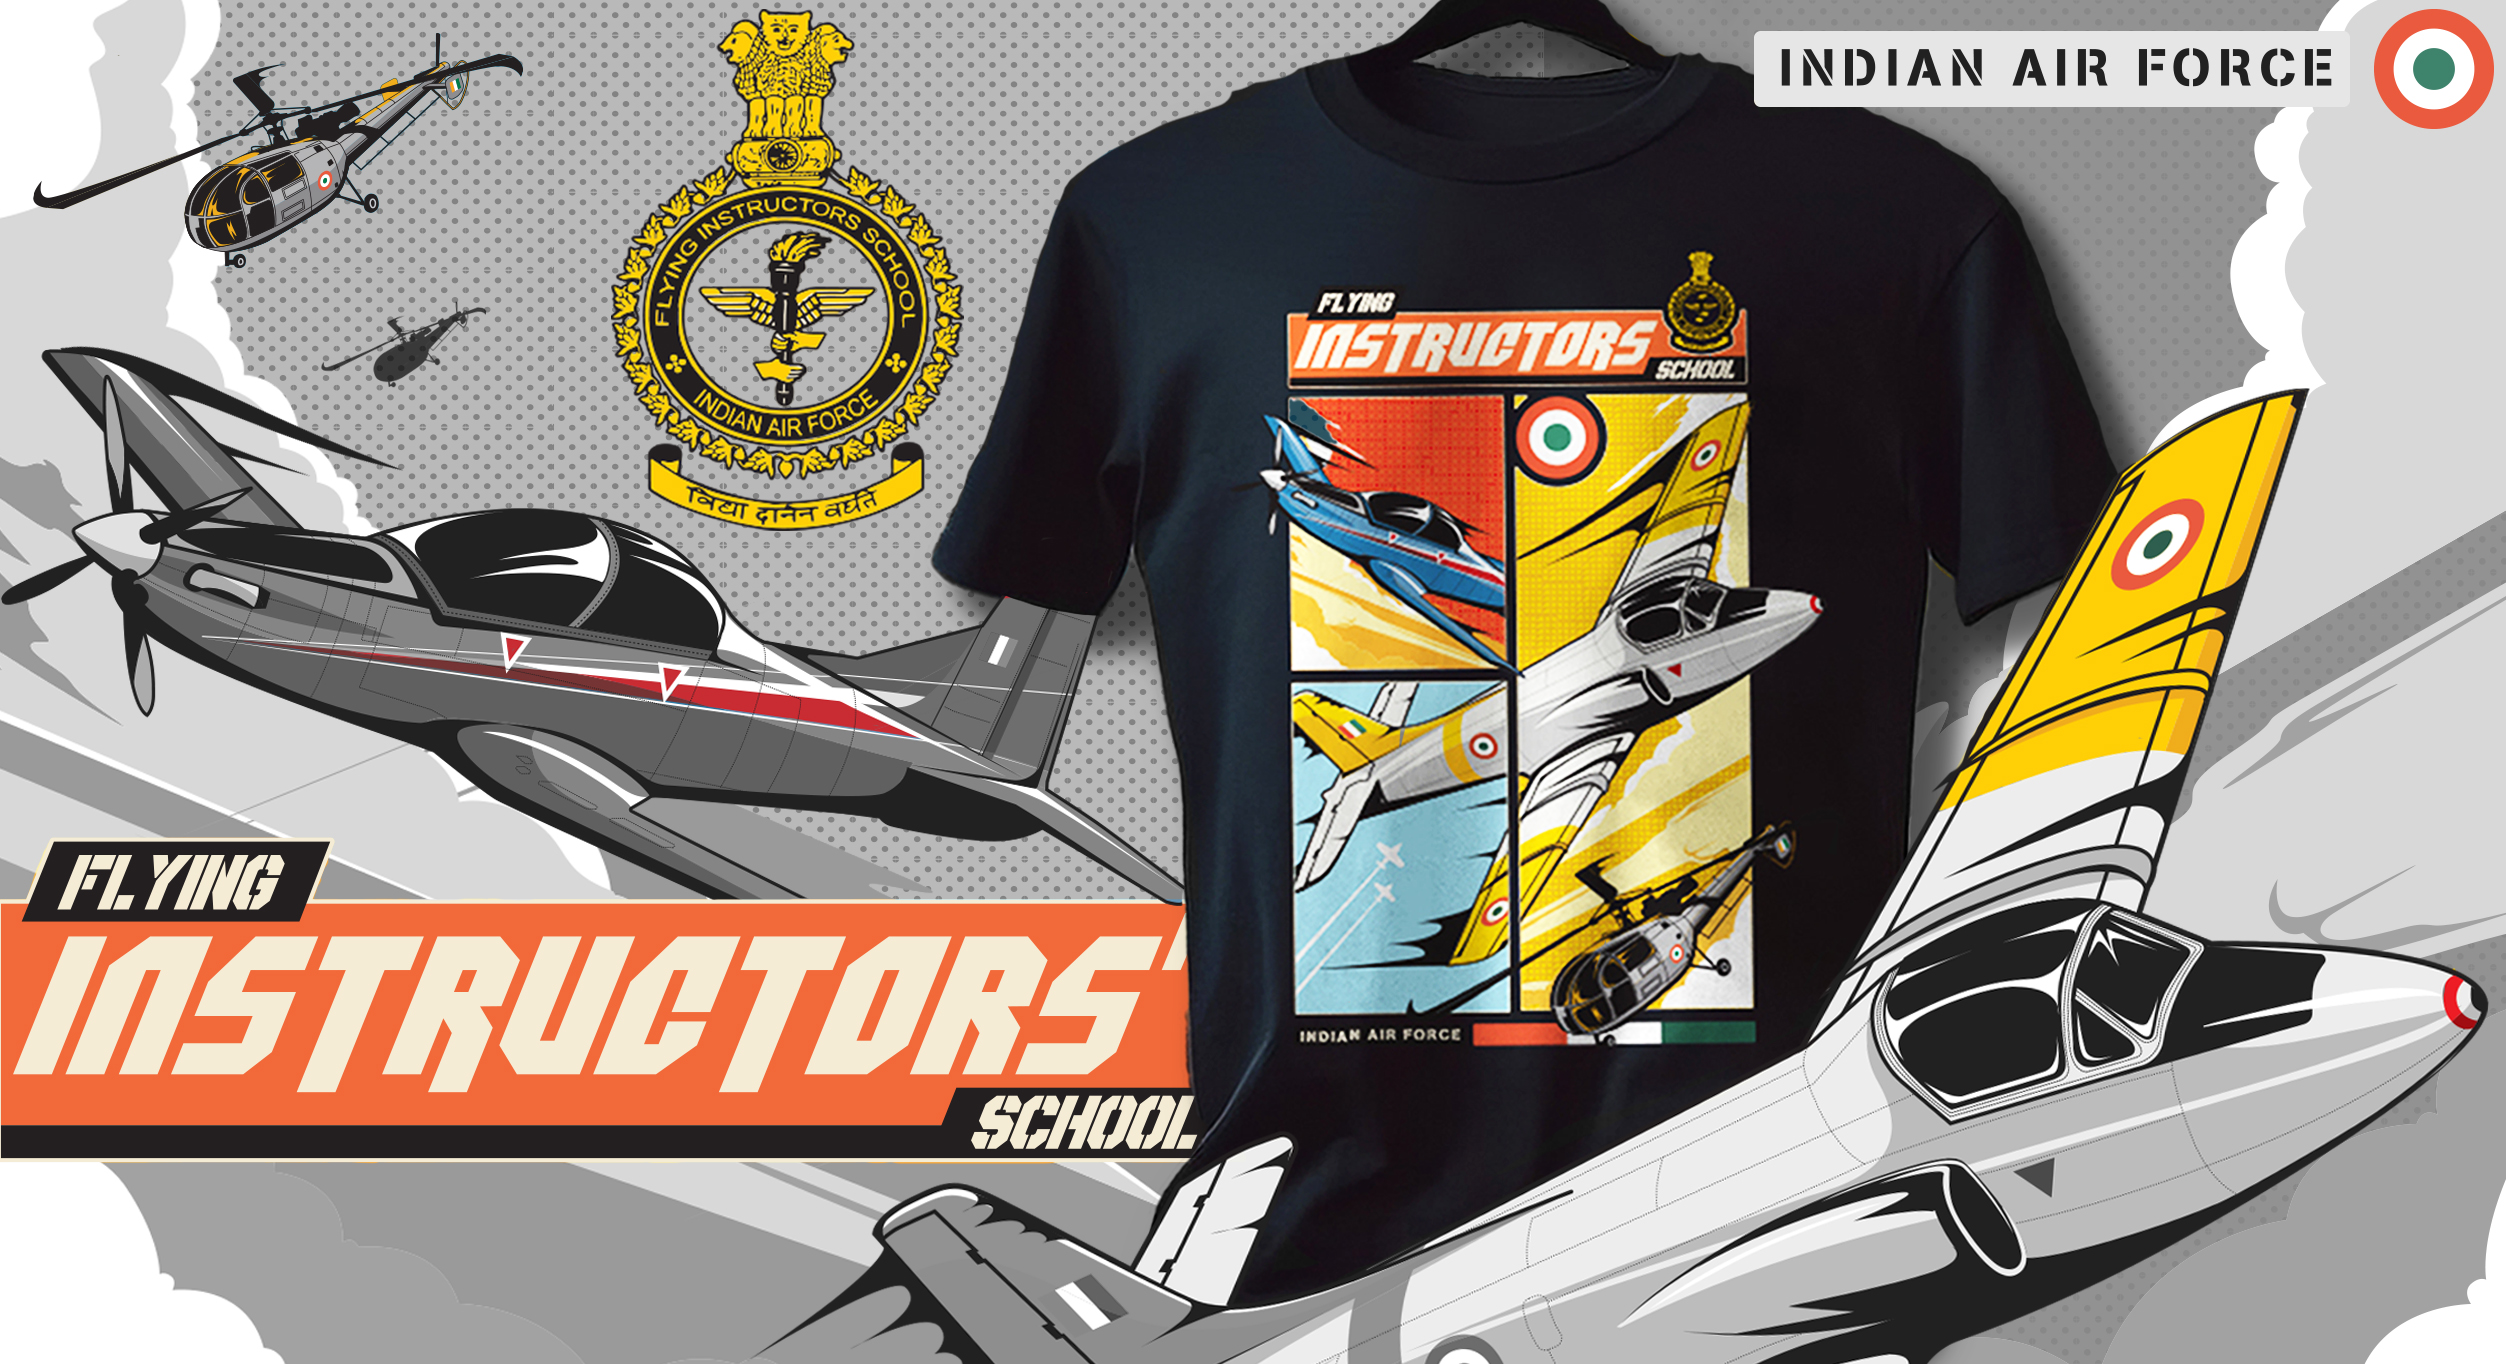 INDIAN AIR FORCE
FLYING INSTRUCTORS SCHOOL
INDIAN AIR FORCE
विद्या दानेन वर्धते
FLYING
INSTRUCTORS
SCHOOL
INDIAN AIR FORCE
FLYING
INSTRUCTORS'
SCHOOL